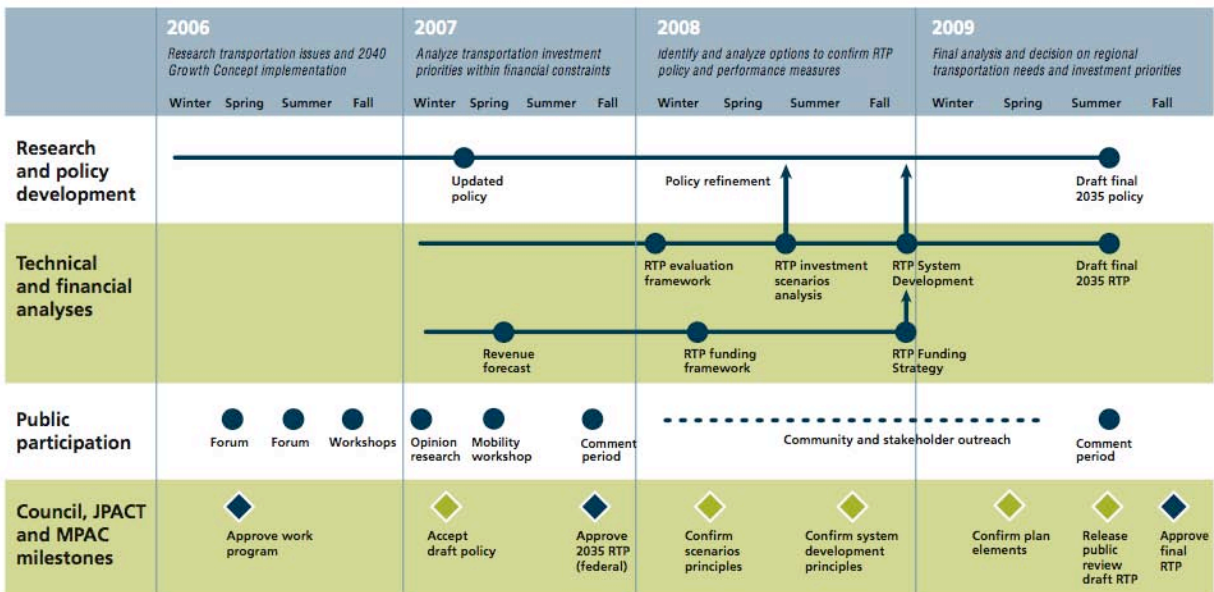 2006
Research transportation issues and 2040
Growth Concept implementation
Winter Spring Summer Fall
2007
Analyze transportation investment
priorities within financial constraints
Winter Spring Summer Fall
2008
Identify and analyze options to confirm RTP
policy and performance measures
Winter Spring Summer Fall
2009
Final analysis and decision on regional
transportation needs and investment priorities
Winter Spring Summer Fall
Research
and policy
development
Updated
policy
Policy refinement
Draft final
2035 policy
Technical
and financial
analyses
RTP evaluation
framework
RTP investment
scenarios
analysis
RTP System
Development
Draft final
2035 RTP
Revenue
forecast
RTP funding
framework
RTP Funding
Strategy
Public
participation
Forum
Forum
Workshops
Opinion
research
Mobility
workshop
Comment
period
Community and stakeholder outreach
Comment
period
Council, JPACT
and MPAC
milestones
Approve work
program
Accept
draft policy
Approve
2035 RTP
(federal)
Confirm
scenarios
principles
Confirm system
development
principles
Confirm plan
elements
Release
public
review
draft RTP
Approve
final
RTP